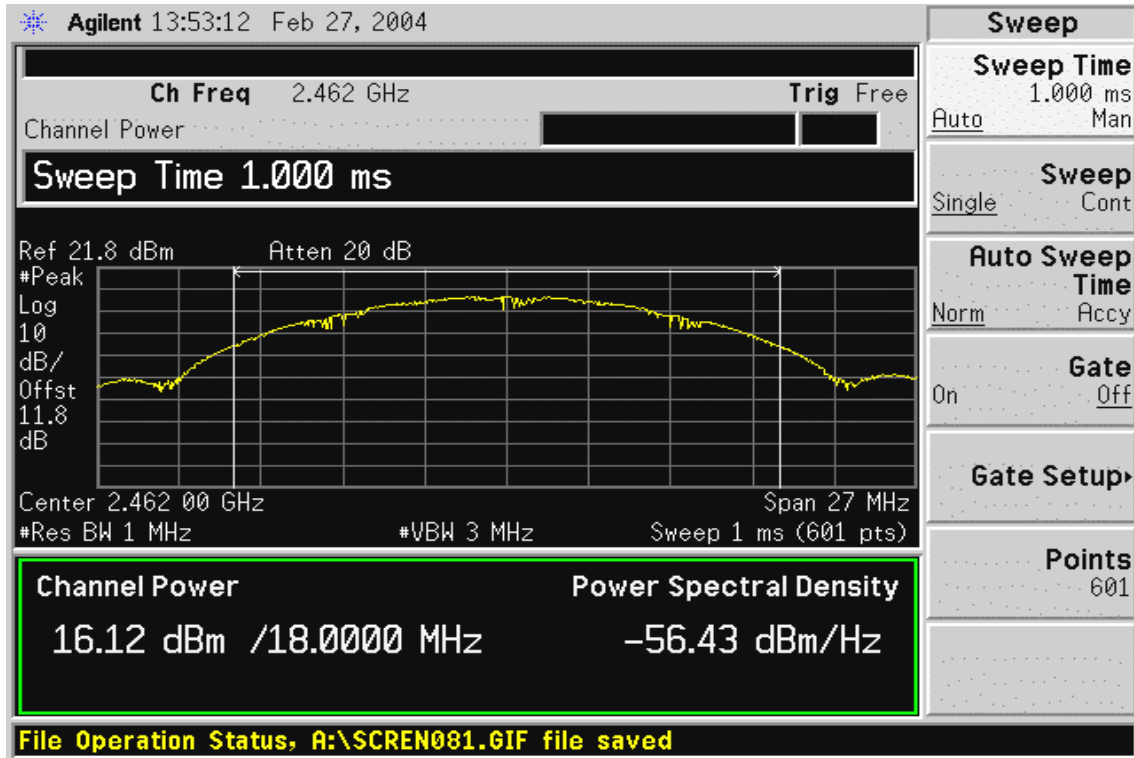 Agilent 13:53:12 Feb 27, 2004
Ch Freq 2.462 GHz Trig Free
Channel Power
Sweep Time 1.000 ms
Ref 21.8 dBm Atten 20 dB
#Peak
Log
10
dB/
Offst
11.8
dB
Center 2.462 00 GHz Span 27 MHz
#Res BW 1 MHz #VBW 3 MHz Sweep 1 ms (601 pts)
Channel Power Power Spectral Density
16.12 dBm /18.0000 MHz -56.43 dBm/Hz
File Operation Status, A:\SCREN081.GIF file saved
Sweep
Sweep Time
1.000 ms
Auto Man
Sweep
Single Cont
Auto Sweep
Time
Norm Accy
Gate
On Off
Gate Setup
Points
601